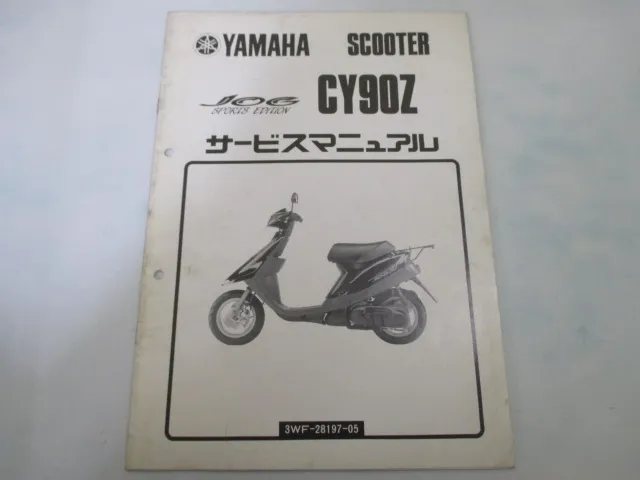 YAMAHA SCOOTER
JOG CY90Z
SPORTS EDITION
サービスマニュアル
3WF-28197-05